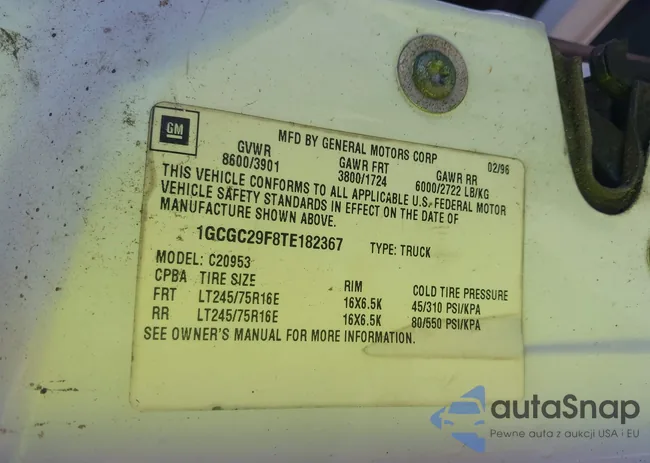 GM
MFD BY GENERAL MOTORS CORP 02/96
GVWR GAWR FRT GAWR RR
8600/3901 3800/1724 6000/2722 LB/KG
THIS VEHICLE CONFORMS TO ALL APPLICABLE U.S. FEDERAL MOTOR
VEHICLE SAFETY STANDARDS IN EFFECT ON THE DATE OF
MANUFACTURE SHOWN ABOVE.
1GCGC29F8TE182367 TYPE: TRUCK
MODEL: C20953
CPBA TIRE SIZE RIM COLD TIRE PRESSURE
FRT LT245/75R16E 16X6.5K 45/310 PSI/KPA
RR LT245/75R16E 16X6.5K 80/550 PSI/KPA
SEE OWNER'S MANUAL FOR MORE INFORMATION.
autaSnap
Pewne auta z aukcji USA i EU